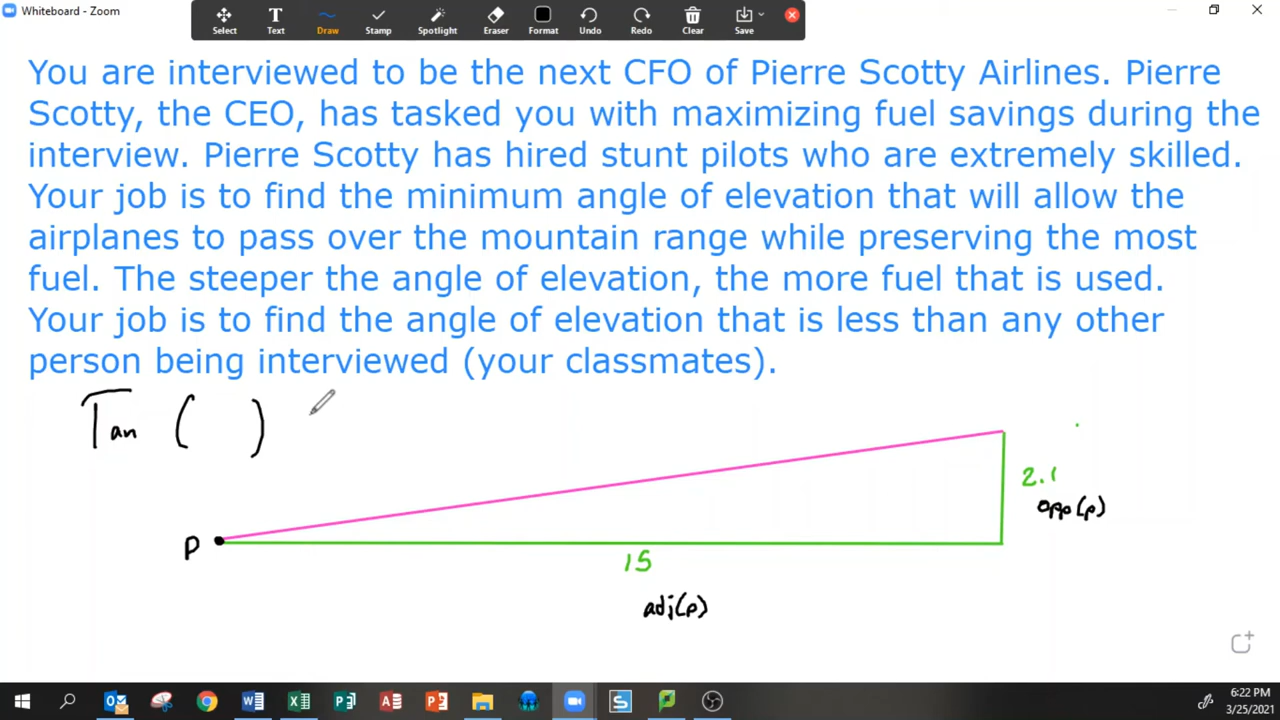 Whiteboard - Zoom
Select
Text
Draw
Stamp
Spotlight
Eraser
Format
Undo
Redo
Clear
Save
You are interviewed to be the next CFO of Pierre Scotty Airlines. Pierre
Scotty, the CEO, has tasked you with maximizing fuel savings during the
interview. Pierre Scotty has hired stunt pilots who are extremely skilled.
Your job is to find the minimum angle of elevation that will allow the
airplanes to pass over the mountain range while preserving the most
fuel. The steeper the angle of elevation, the more fuel that is used.
Your job is to find the angle of elevation that is less than any other
person being interviewed (your classmates).
Tan ( )
2.1
opp(p)
P
15
adj(p)
6:22 PM
3/25/2021